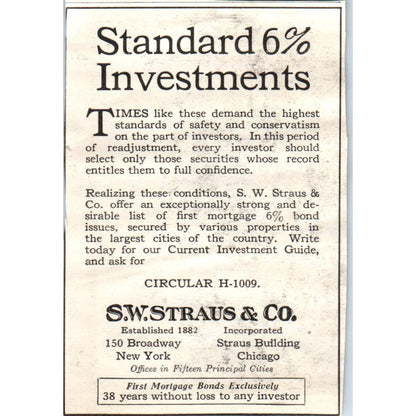 Standard 6%
Investments
TIMES like these demand the highest
standards of safety and conservatism
on the part of investors. In this period
of readjustment, every investor should
select only those securities whose record
entitles them to full confidence.
Realizing these conditions, S. W. Straus &
Co. offer an exceptionally strong and de-
sirable list of first mortgage 6% bond
issues, secured by various properties in
the largest cities of the country. Write
today for our Current Investment Guide,
and ask for
CIRCULAR H-1009.
S.W. STRAUS & CO.
Established 1882 Incorporated
150 Broadway Straus Building
New York Chicago
Offices in Fifteen Principal Cities
First Mortgage Bonds Exclusively
38 years without loss to any investor